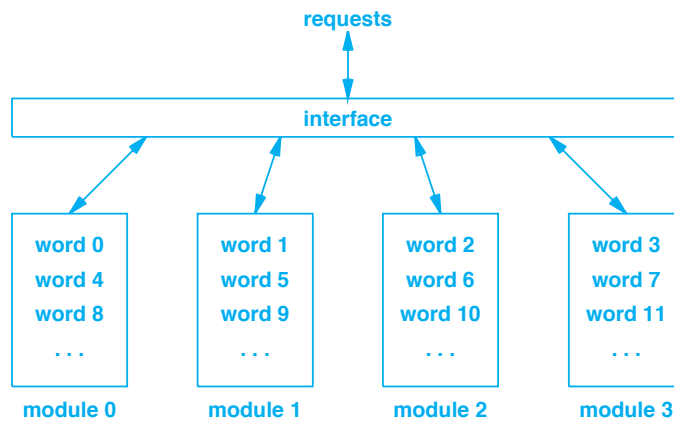 requests
interface
word 0 word 1 word 2 word 3
word 4 word 5 word 6 word 7
word 8 word 9 word 10 word 11
. . . . . . . . . . . .
module 0 module 1 module 2 module 3